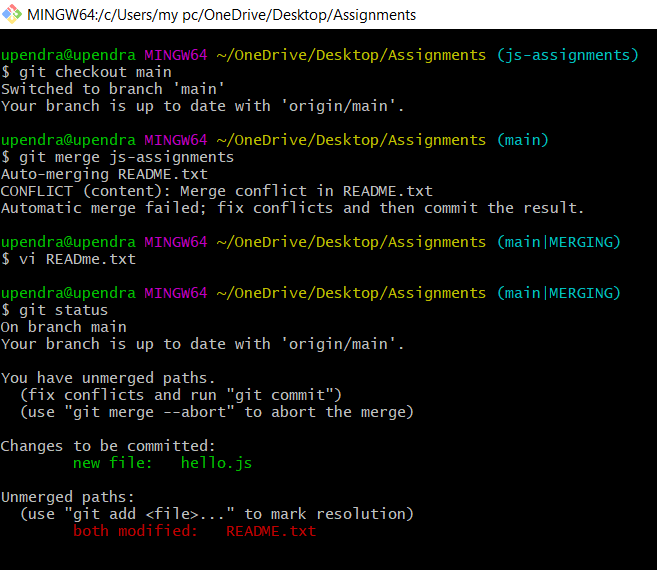 MINGW64:/c/Users/my pc/OneDrive/Desktop/Assignments
upendra@upendra MINGW64 ~/OneDrive/Desktop/Assignments (js-assignments)
$ git checkout main
Switched to branch 'main'
Your branch is up to date with 'origin/main'.
upendra@upendra MINGW64 ~/OneDrive/Desktop/Assignments (main)
$ git merge js-assignments
Auto-merging README.txt
CONFLICT (content): Merge conflict in README.txt
Automatic merge failed; fix conflicts and then commit the result.
upendra@upendra MINGW64 ~/OneDrive/Desktop/Assignments (main|MERGING)
$ vi READme.txt
upendra@upendra MINGW64 ~/OneDrive/Desktop/Assignments (main|MERGING)
$ git status
On branch main
Your branch is up to date with 'origin/main'.
You have unmerged paths.
(fix conflicts and run "git commit")
(use "git merge --abort" to abort the merge)
Changes to be committed:
new file: hello.js
Unmerged paths:
(use "git add <file>..." to mark resolution)
both modified: README.txt